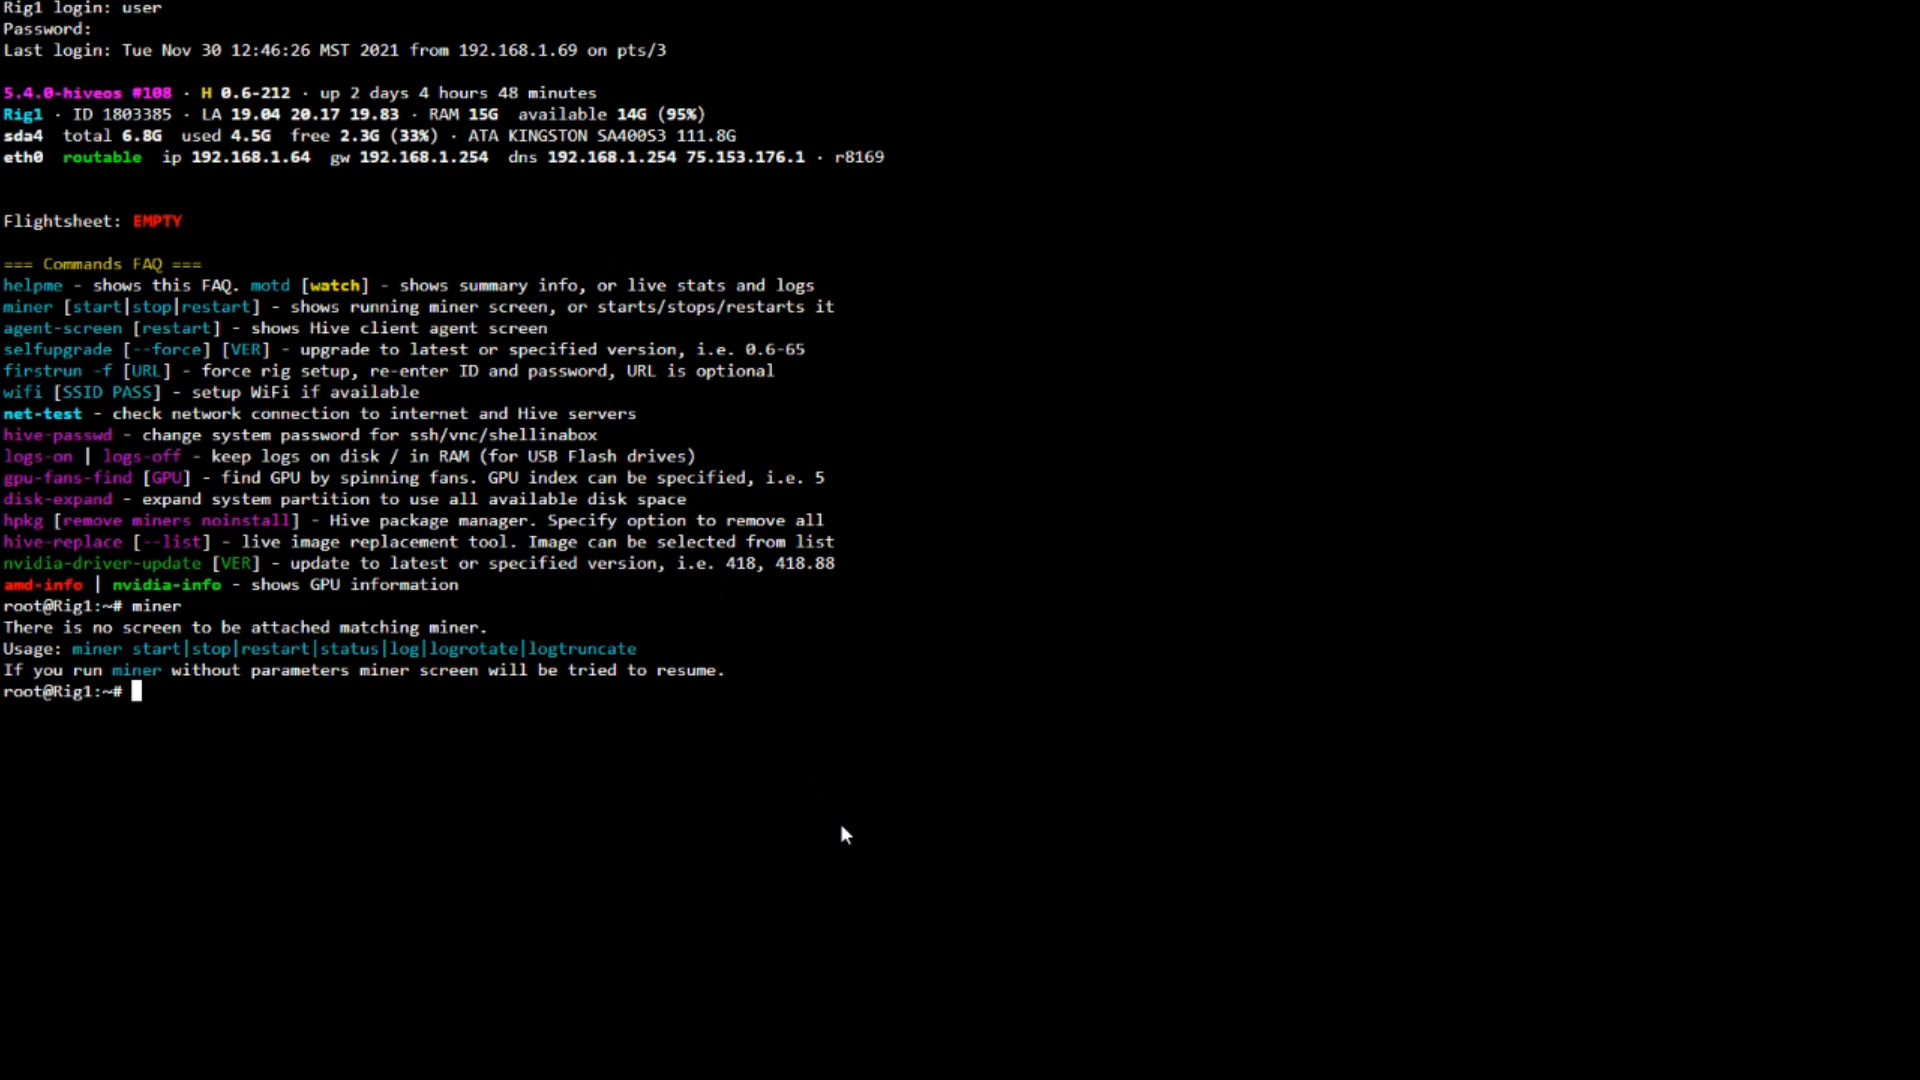 Rig1 login: user
Password:
Last login: Tue Nov 30 12:46:26 MST 2021 from 192.168.1.69 on pts/3
5.4.0-hiveos #108 · H 0.6-212 · up 2 days 4 hours 48 minutes
Rig1 · ID 1803385 · LA 19.04 20.17 19.83 · RAM 15G available 14G (95%)
sda4 total 6.8G used 4.5G free 2.3G (33%) · ATA KINGSTON SA400S3 111.8G
eth0 routable ip 192.168.1.64 gw 192.168.1.254 dns 192.168.1.254 75.153.176.1 · r8169
Flightsheet: EMPTY
=== Commands FAQ ===
helpme - shows this FAQ. motd [watch] - shows summary info, or live stats and logs
miner [start|stop|restart] - shows running miner screen, or starts/stops/restarts it
agent-screen [restart] - shows Hive client agent screen
selfupgrade [--force] [VER] - upgrade to latest or specified version, i.e. 0.6-65
firstrun -f [URL] - force rig setup, re-enter ID and password, URL is optional
wifi [SSID PASS] - setup WiFi if available
net-test - check network connection to internet and Hive servers
hive-passwd - change system password for ssh/vnc/shellinabox
logs-on | logs-off - keep logs on disk / in RAM (for USB Flash drives)
gpu-fans-find [GPU] - find GPU by spinning fans. GPU index can be specified, i.e. 5
disk-expand - expand system partition to use all available disk space
hpkg [remove miners noinstall] - Hive package manager. Specify option to remove all
hive-replace [--list] - live image replacement tool. Image can be selected from list
nvidia-driver-update [VER] - update to latest or specified version, i.e. 418, 418.88
amd-info | nvidia-info - shows GPU information
root@Rig1:~# miner
There is no screen to be attached matching miner.
Usage: miner start|stop|restart|status|log|logrotate|logtruncate
If you run miner without parameters miner screen will be tried to resume.
root@Rig1:~#